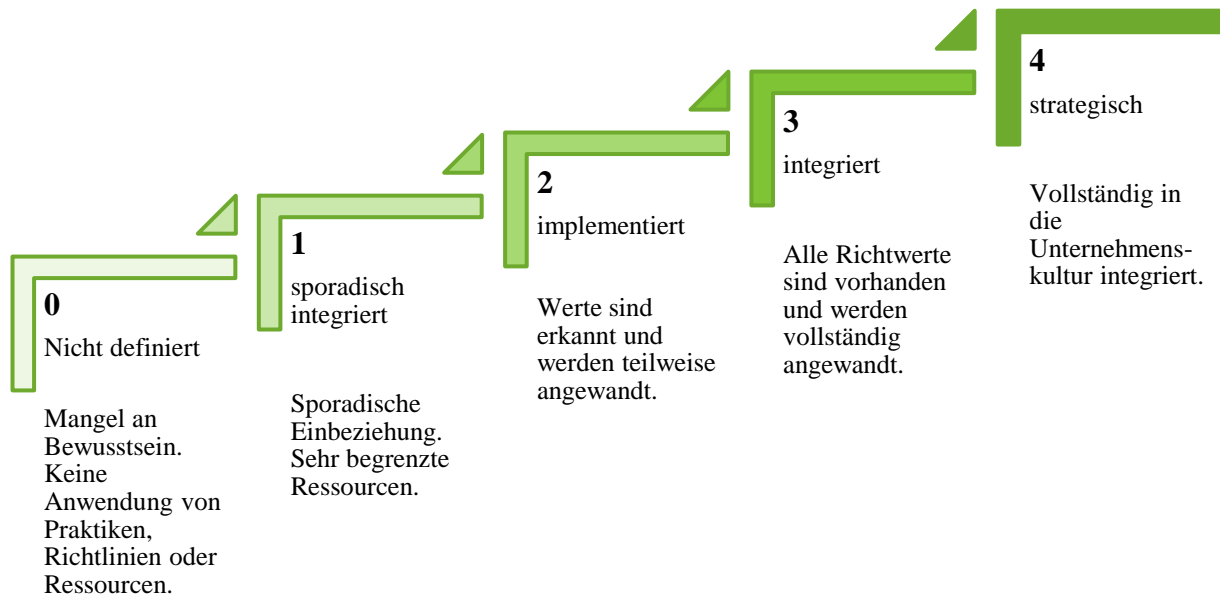 0
Nicht definiert
Mangel an
Bewusstsein.
Keine
Anwendung von
Praktiken,
Richtlinien oder
Ressourcen.
1
sporadisch
integriert
Sporadische
Einbeziehung.
Sehr begrenzte
Ressourcen.
2
implementiert
Werte sind
erkannt und
werden teilweise
angewandt.
3
integriert
Alle Richtwerte
sind vorhanden
und werden
vollständig
angewandt.
4
strategisch
Vollständig in
die
Unternehmens-
kultur integriert.